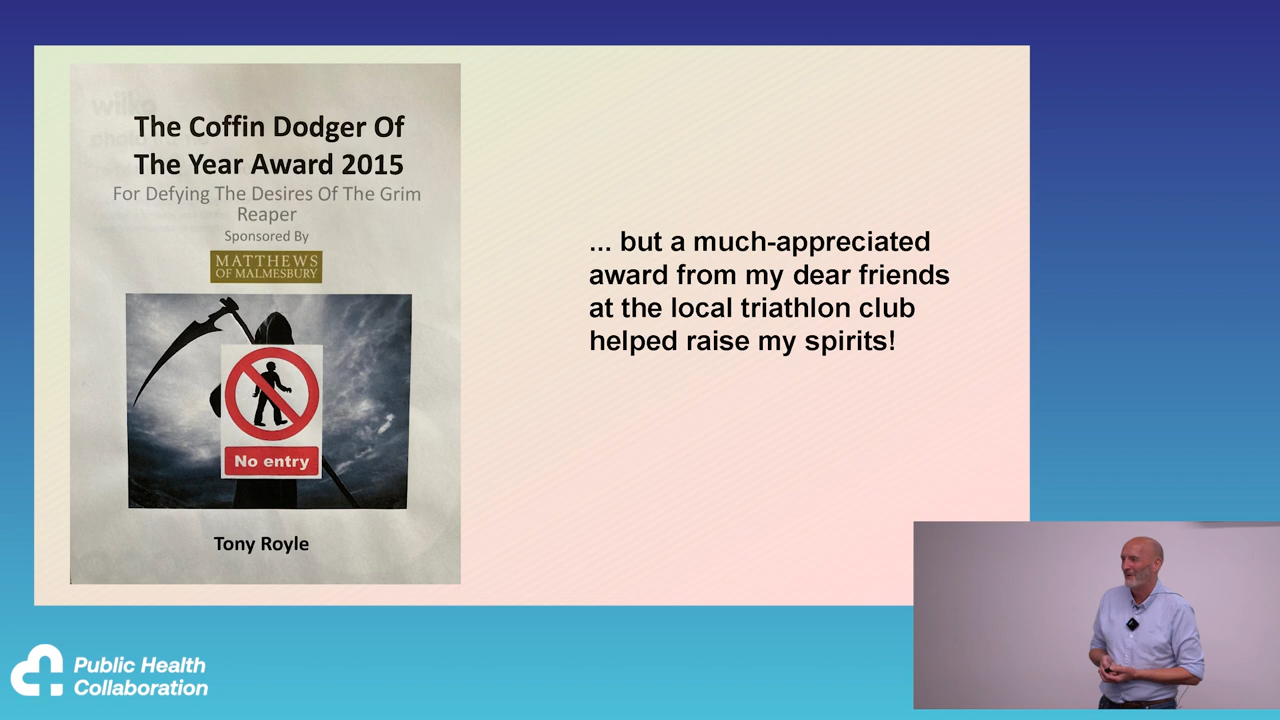 wilko
The Coffin Dodger Of
The Year Award 2015
For Defying The Desires Of The Grim
Reaper
Sponsored By
MATTHEWS
OF MALMESBURY
No entry
Tony Royle
... but a much-appreciated
award from my dear friends
at the local triathlon club
helped raise my spirits!
Public Health
Collaboration